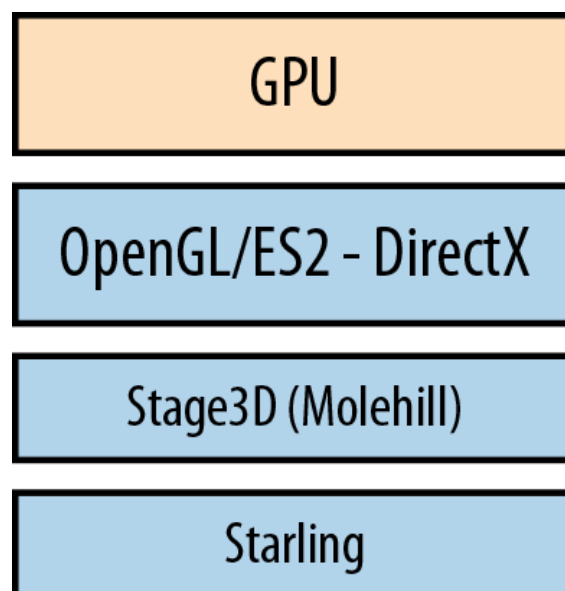 GPU
OpenGL/ES2 - DirectX
Stage3D (Molehill)
Starling